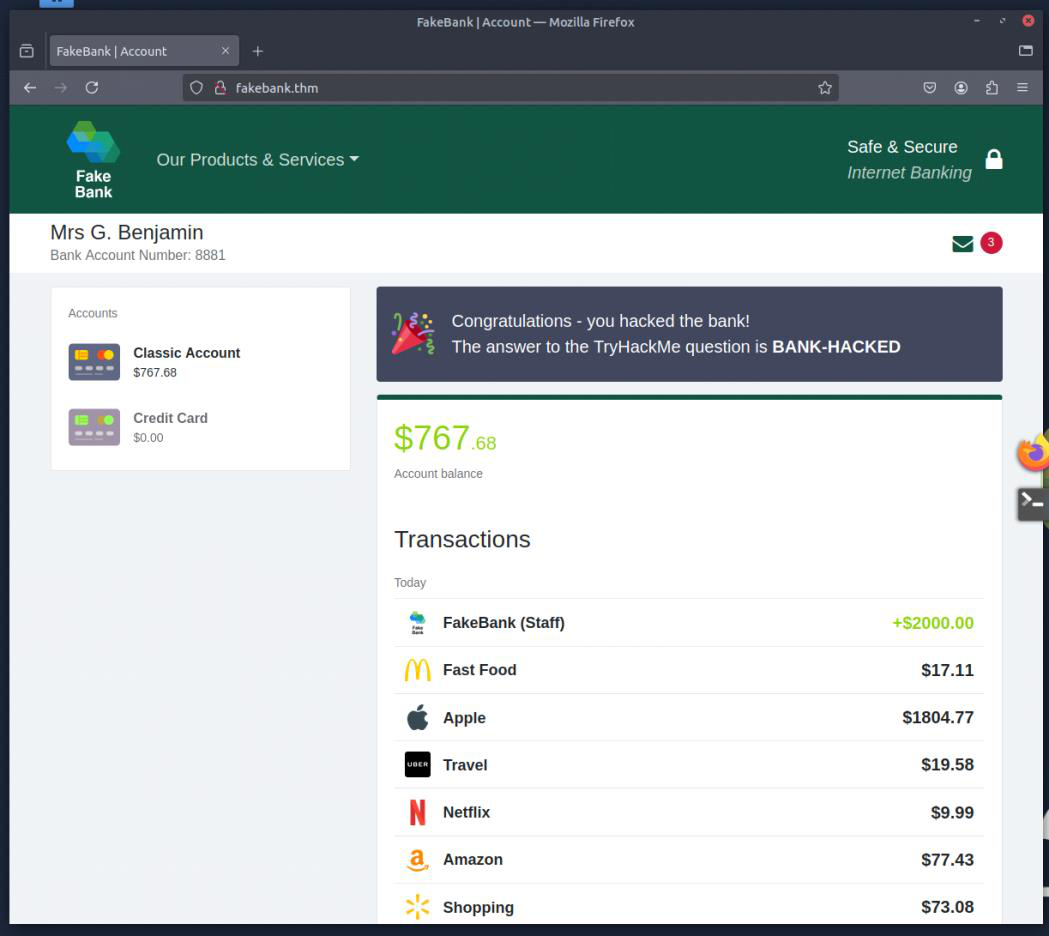 FakeBank | Account — Mozilla Firefox
FakeBank | Account
fakebank.thm
Fake
Bank
Our Products & Services
Safe & Secure
Internet Banking
Mrs G. Benjamin
Bank Account Number: 8881
3
Accounts
Classic Account
$767.68
Credit Card
$0.00
Congratulations - you hacked the bank!
The answer to the TryHackMe question is BANK-HACKED
$767.68
Account balance
Transactions
Today
Fake
Bank
FakeBank (Staff) +$2000.00
Fast Food $17.11
Apple $1804.77
UBER
Travel $19.58
Netflix $9.99
Amazon $77.43
Shopping $73.08